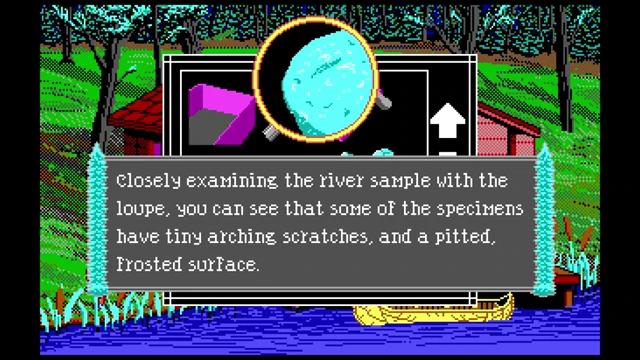 Closely examining the river sample with the
loupe, you can see that some of the specimens
have tiny arching scratches, and a pitted,
frosted surface.